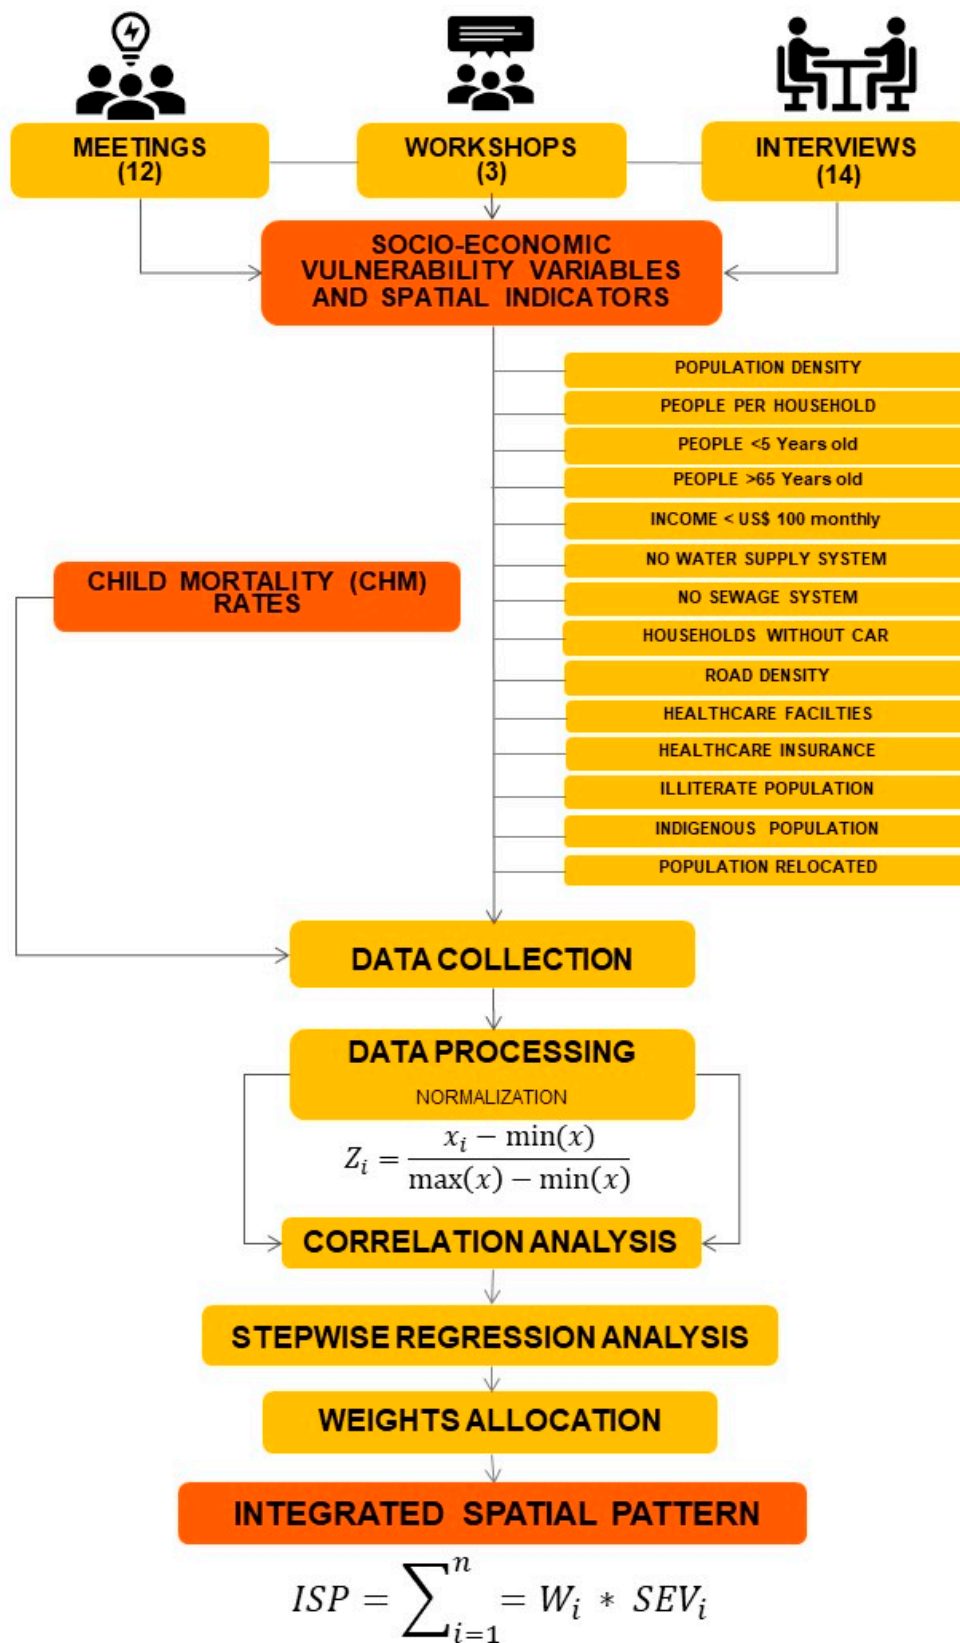 MEETINGS
(12)
WORKSHOPS
(3)
INTERVIEWS
(14)
SOCIO-ECONOMIC
VULNERABILITY VARIABLES
AND SPATIAL INDICATORS
POPULATION DENSITY
PEOPLE PER HOUSEHOLD
PEOPLE <5 Years old
PEOPLE >65 Years old
INCOME < US$ 100 monthly
NO WATER SUPPLY SYSTEM
CHILD MORTALITY (CHM)
RATES
NO SEWAGE SYSTEM
HOUSEHOLDS WITHOUT CAR
ROAD DENSITY
HEALTHCARE FACILTIES
HEALTHCARE INSURANCE
ILLITERATE POPULATION
INDIGENOUS POPULATION
POPULATION RELOCATED
DATA COLLECTION
DATA PROCESSING
NORMALIZATION
Z_i = \frac{x_i - \min(x)}{\max(x) - \min(x)}
CORRELATION ANALYSIS
STEPWISE REGRESSION ANALYSIS
WEIGHTS ALLOCATION
INTEGRATED SPATIAL PATTERN
ISP = \sum_{i=1}^{n} = W_i * SEV_i